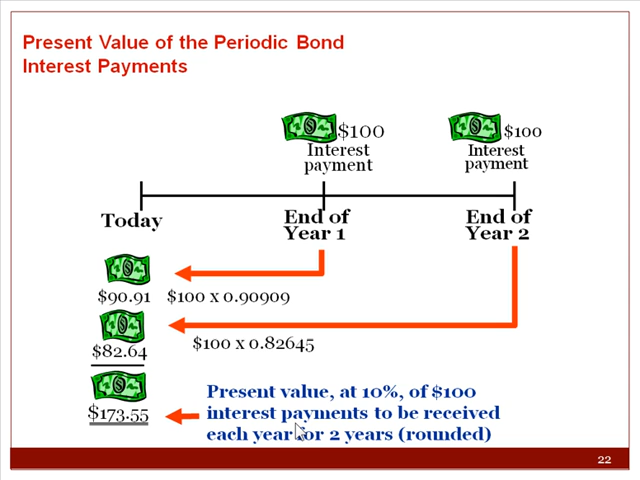 Present Value of the Periodic Bond
Interest Payments
$100
Interest
payment
$100
Interest
payment
Today
End of
Year 1
End of
Year 2
$90.91 $100 x 0.90909
$82.64 $100 x 0.82645
$173.55
Present value, at 10%, of $100
interest payments to be received
each year for 2 years (rounded)
22